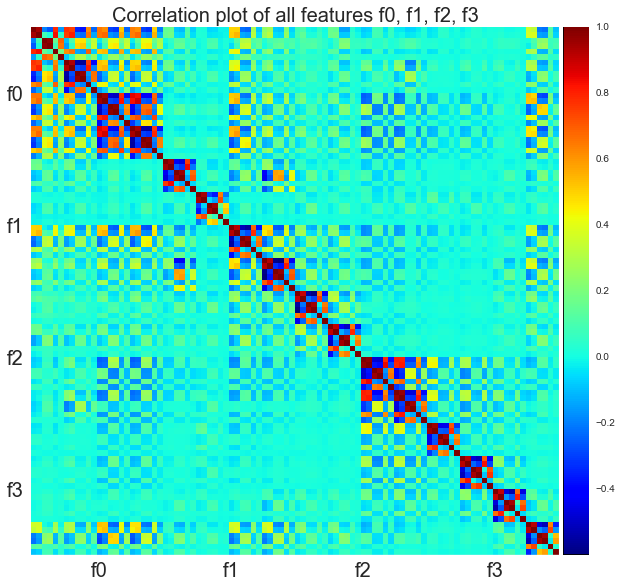 Correlation plot of all features f0, f1, f2, f3
1.0
0.8
0.6
0.4
0.2
0.0
−0.2
−0.4
f0
f1
f2
f3
f0 f1 f2 f3